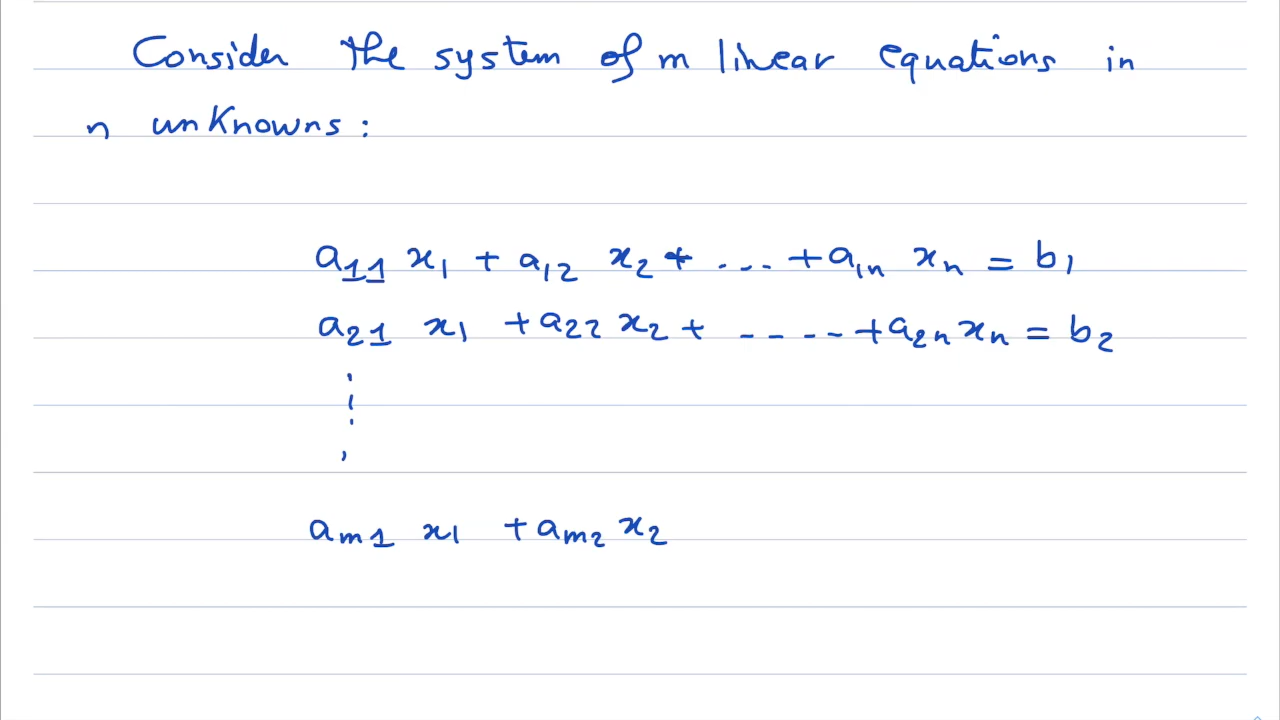 Consider the system of m linear equations in
n unknowns:
a₁₁ x₁ + a₁₂ x₂ + ... + a₁ₙ xₙ = b₁
a₂₁ x₁ + a₂₂ x₂ + ---- + a₂ₙ xₙ = b₂
⋮
aₘ₁ x₁ + aₘ₂ x₂